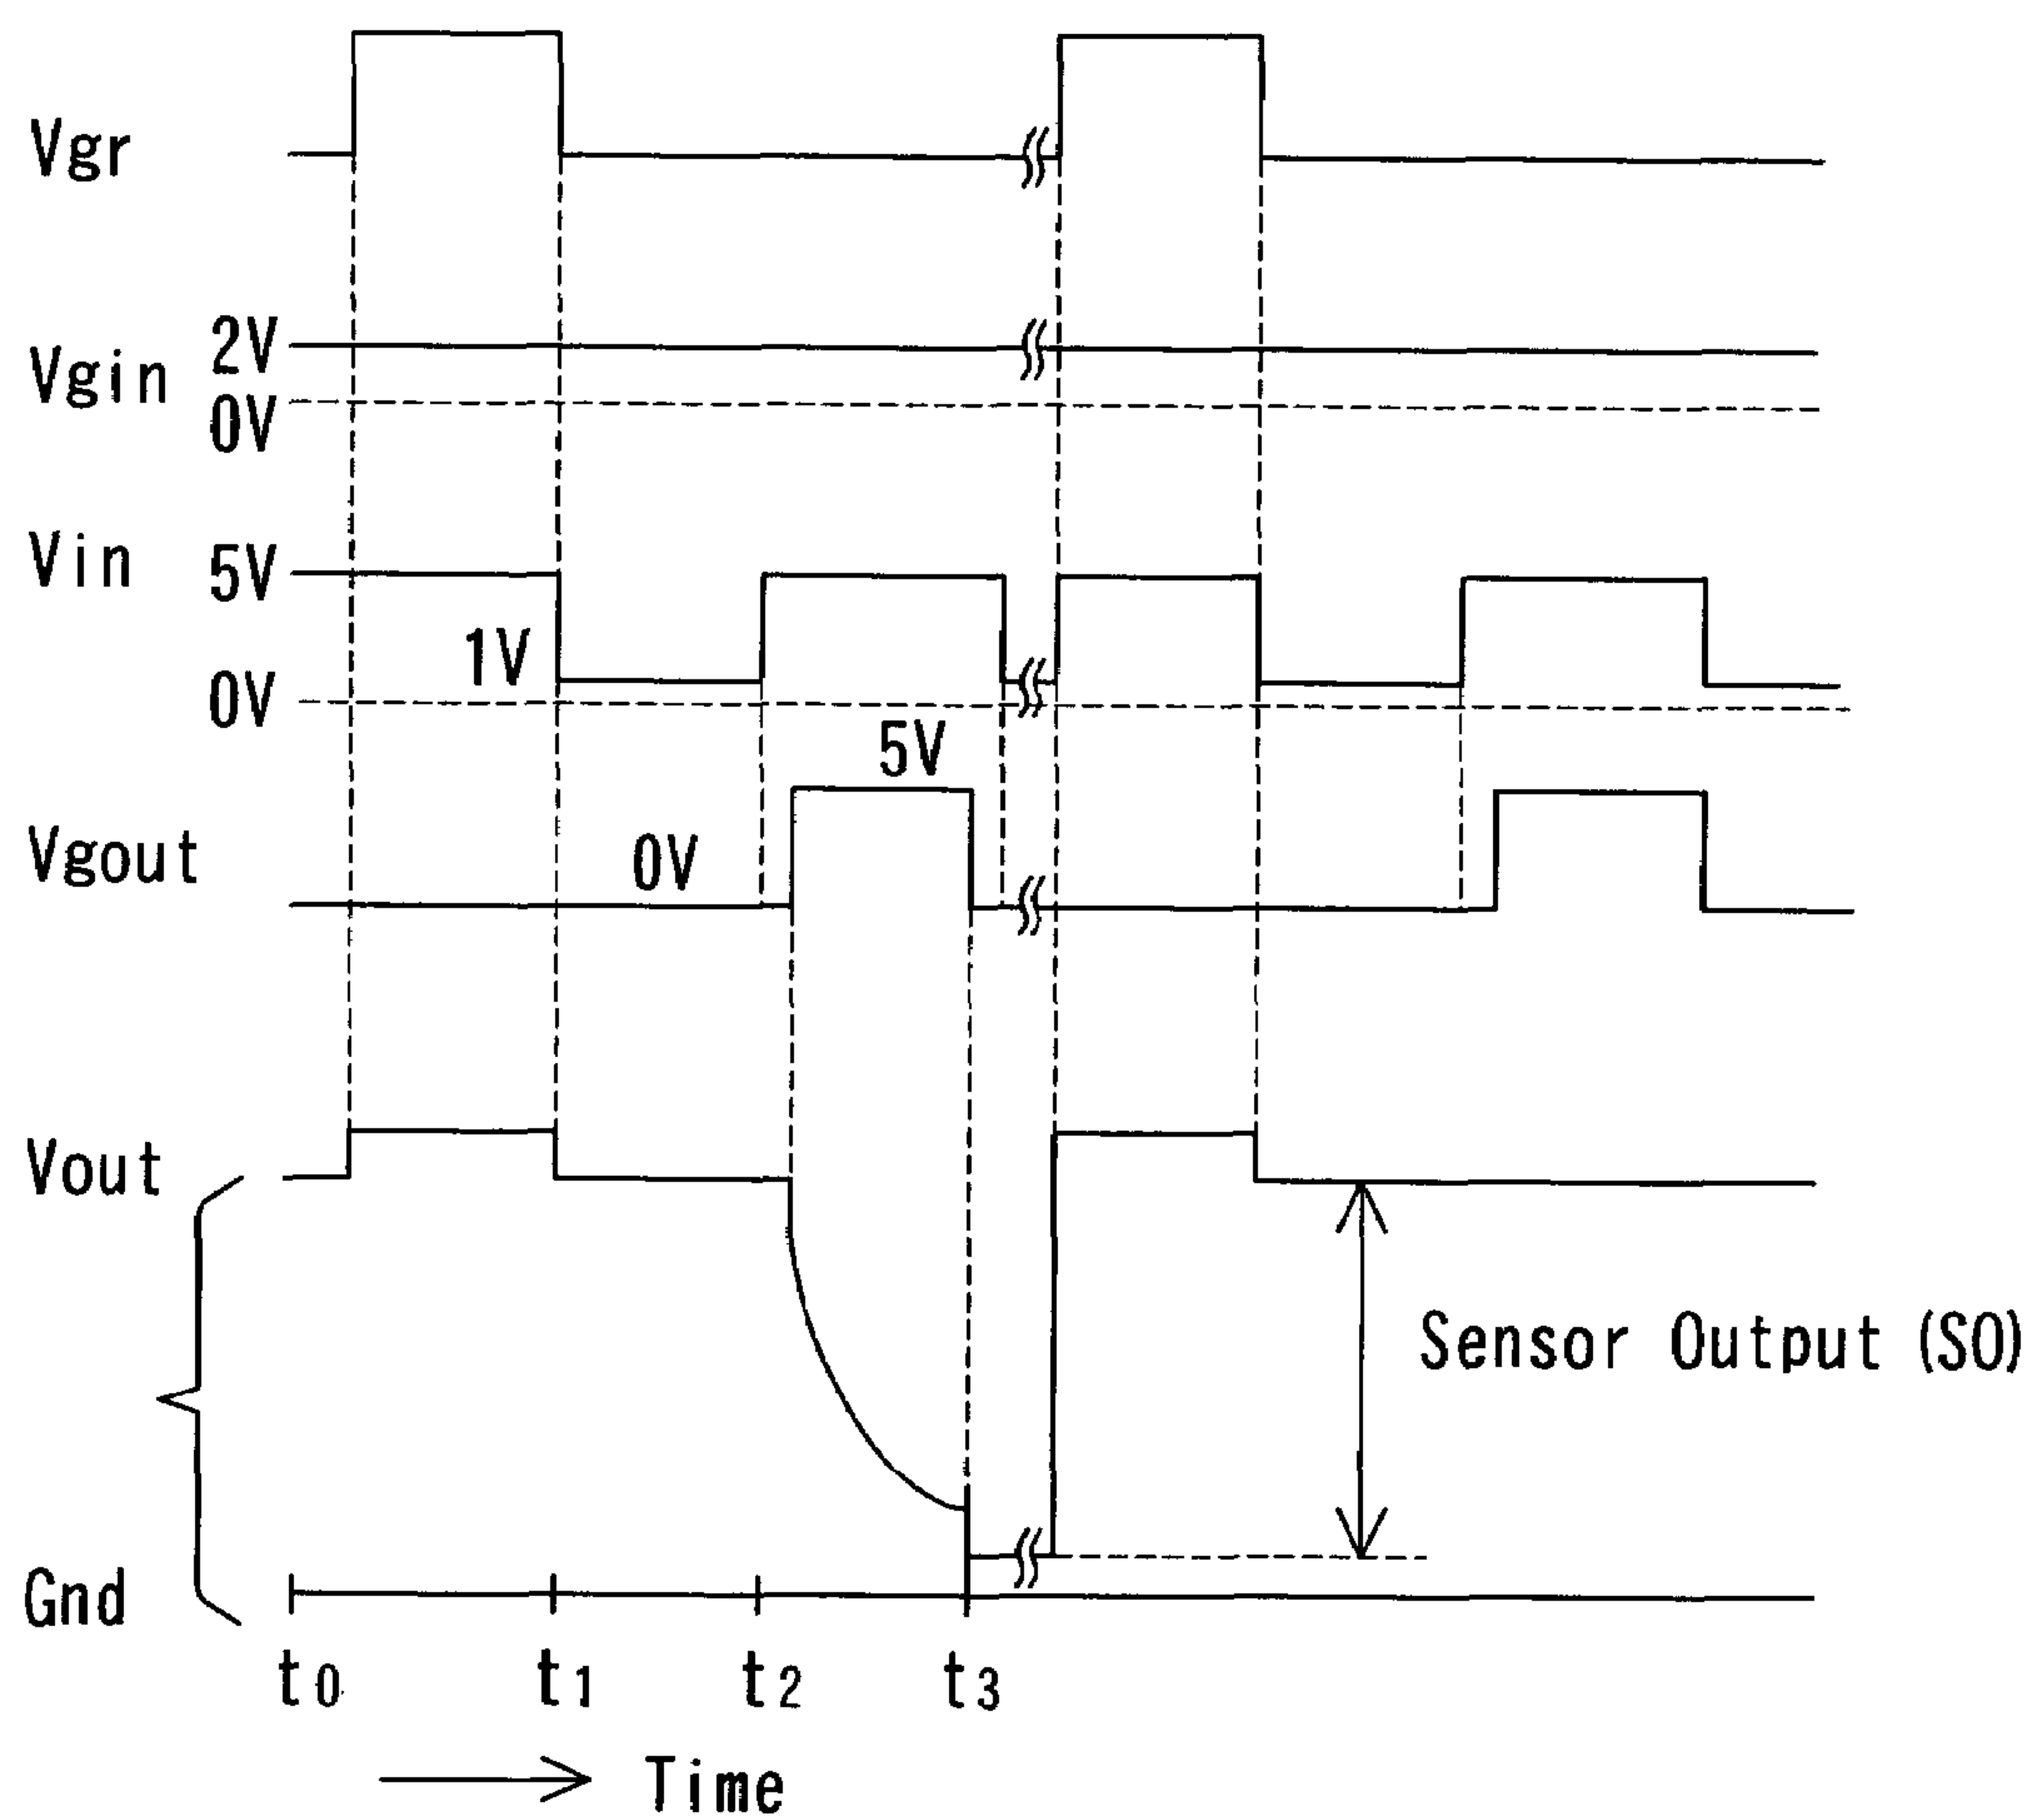 Vgr
2V
Vgin
0V
Vin 5V
1V
0V
5V
Vgout 0V
Vout
Sensor Output (SO)
Gnd
t0 t1 t2 t3
Time